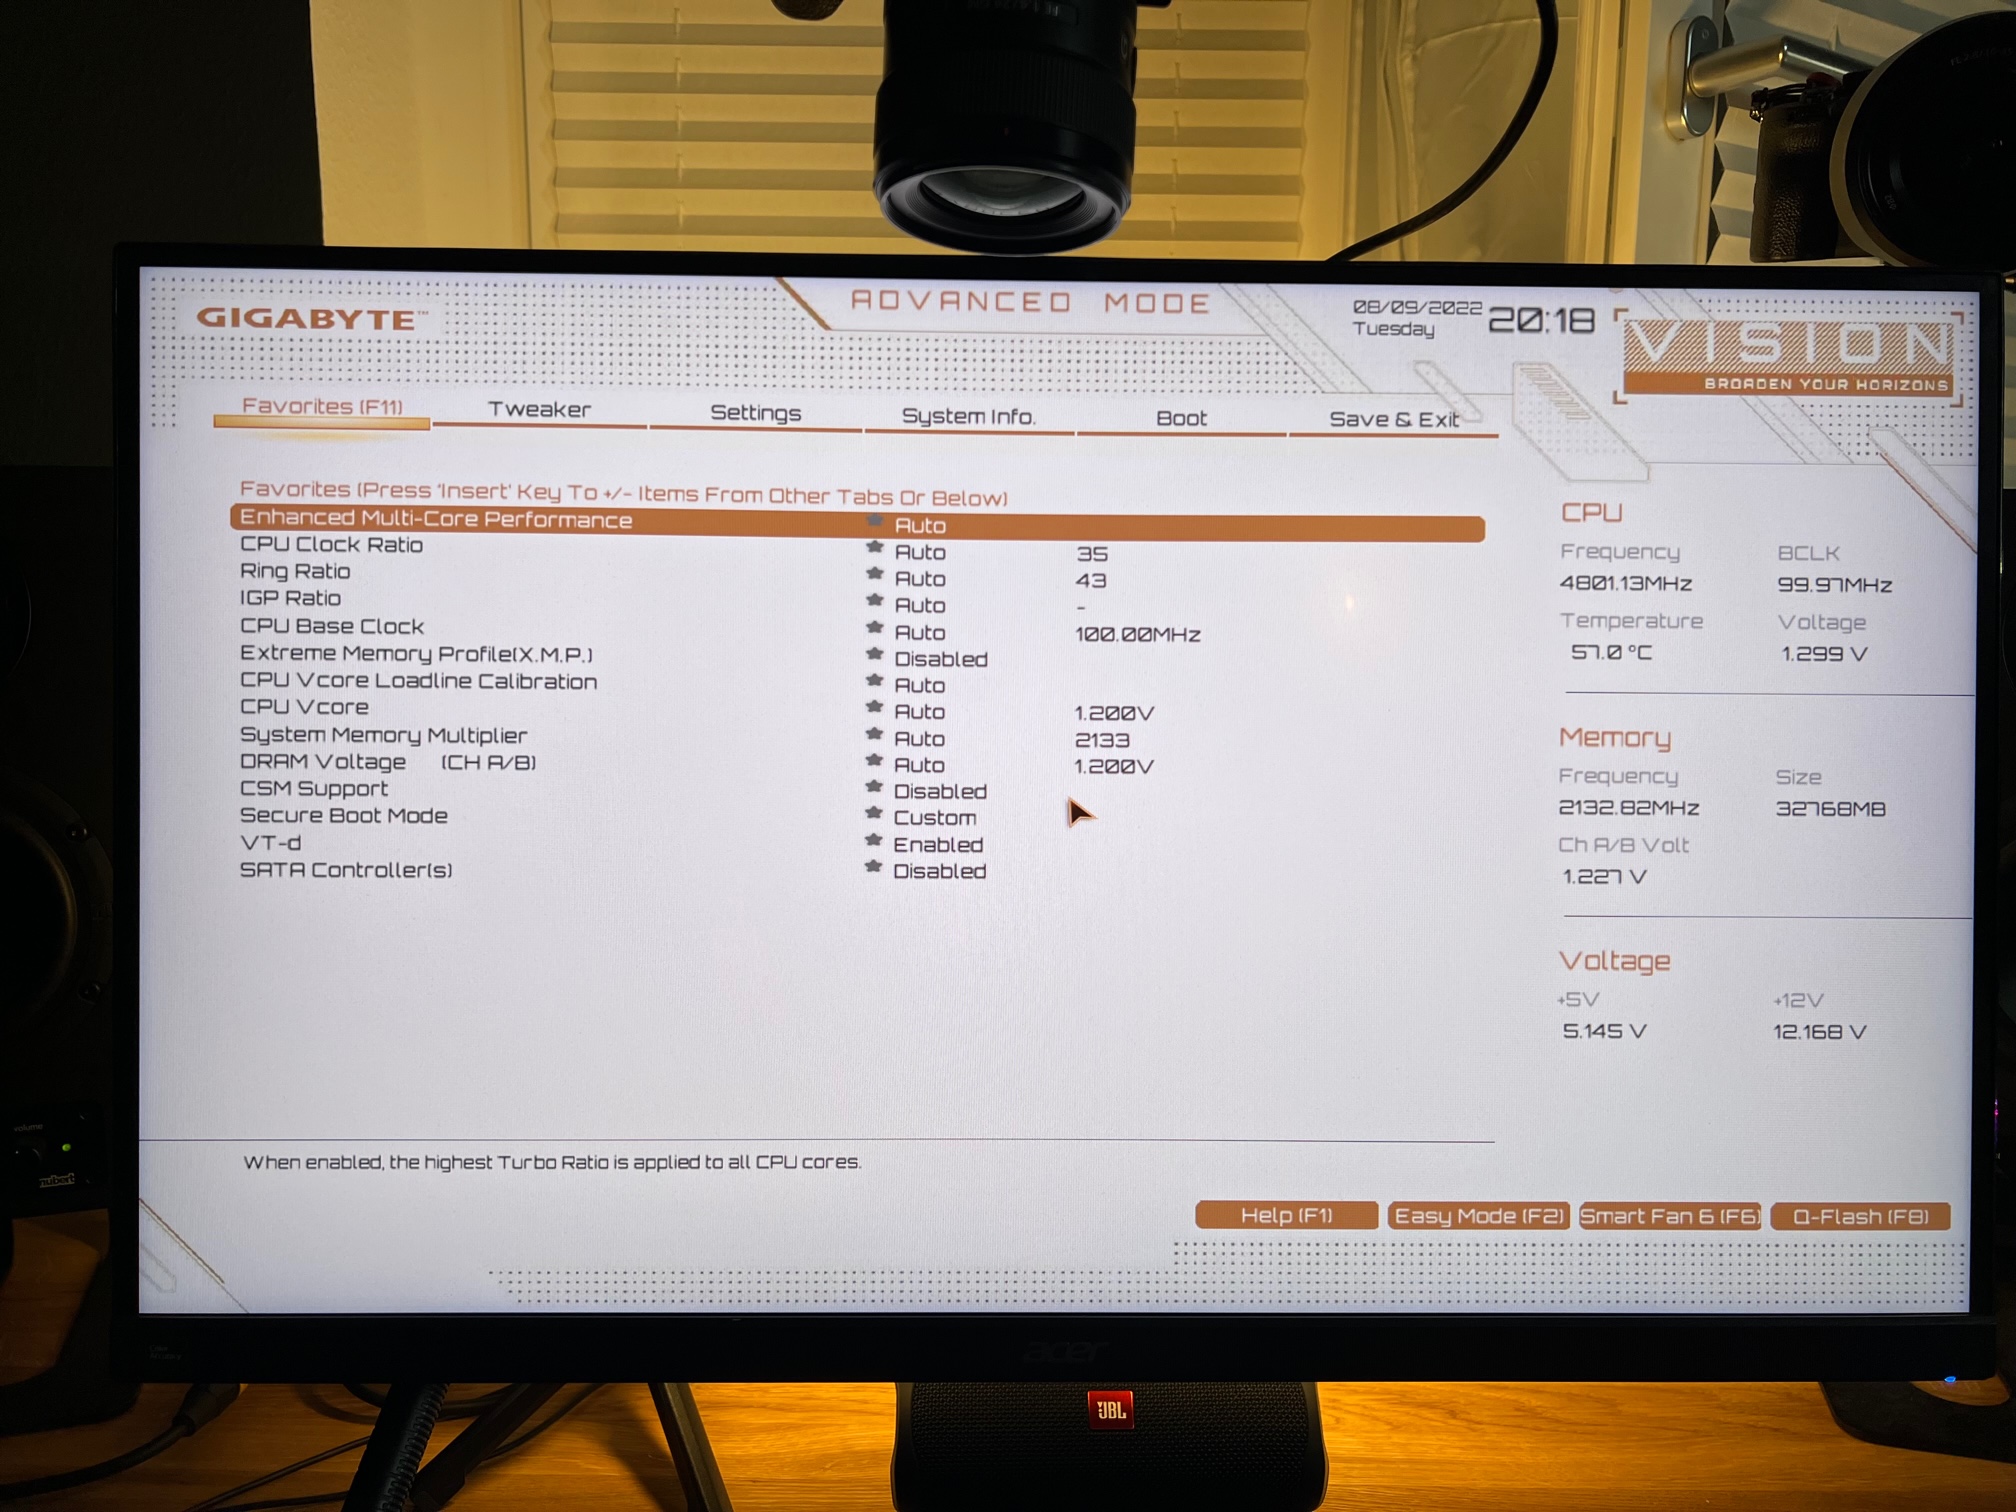 GIGABYTE™
ADVANCED MODE
08/09/2022
Tuesday
20:18
VISION
BROADEN YOUR HORIZONS
Favorites (F11) Tweaker Settings System Info. Boot Save & Exit
Favorites (Press 'Insert' Key To +/- Items From Other Tabs Or Below)
Enhanced Multi-Core Performance Auto
CPU Clock Ratio Auto 35
Ring Ratio Auto 43
IGP Ratio Auto -
CPU Base Clock Auto 100.00MHz
Extreme Memory Profile(X.M.P.) Disabled
CPU Vcore Loadline Calibration Auto
CPU Vcore Auto 1.200V
System Memory Multiplier Auto 2133
DRAM Voltage (CH A/B) Auto 1.200V
CSM Support Disabled
Secure Boot Mode Custom
VT-d Enabled
SATA Controller(s) Disabled
CPU
Frequency BCLK
4801.13MHz 99.97MHz
Temperature Voltage
57.0 °C 1.299 V
Memory
Frequency Size
2132.82MHz 32768MB
Ch A/B Volt
1.227 V
Voltage
+5V +12V
5.145 V 12.168 V
When enabled, the highest Turbo Ratio is applied to all CPU cores.
Help (F1) Easy Mode (F2) Smart Fan 6 (F6) Q-Flash (F8)
volume
nubert
acer
JBL